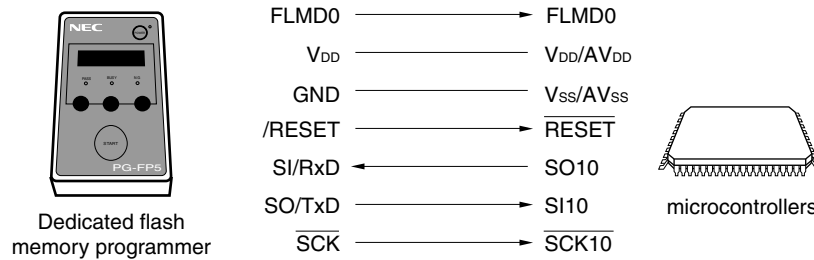 NEC
POWER
PASS BUSY N.G
START
PG-FP5
Dedicated flash
memory programmer
FLMD0 FLMD0
VDD VDD/AVDD
GND VSS/AVSS
/RESET RESET
SI/RxD SO10
SO/TxD SI10
SCK SCK10
microcontrollers